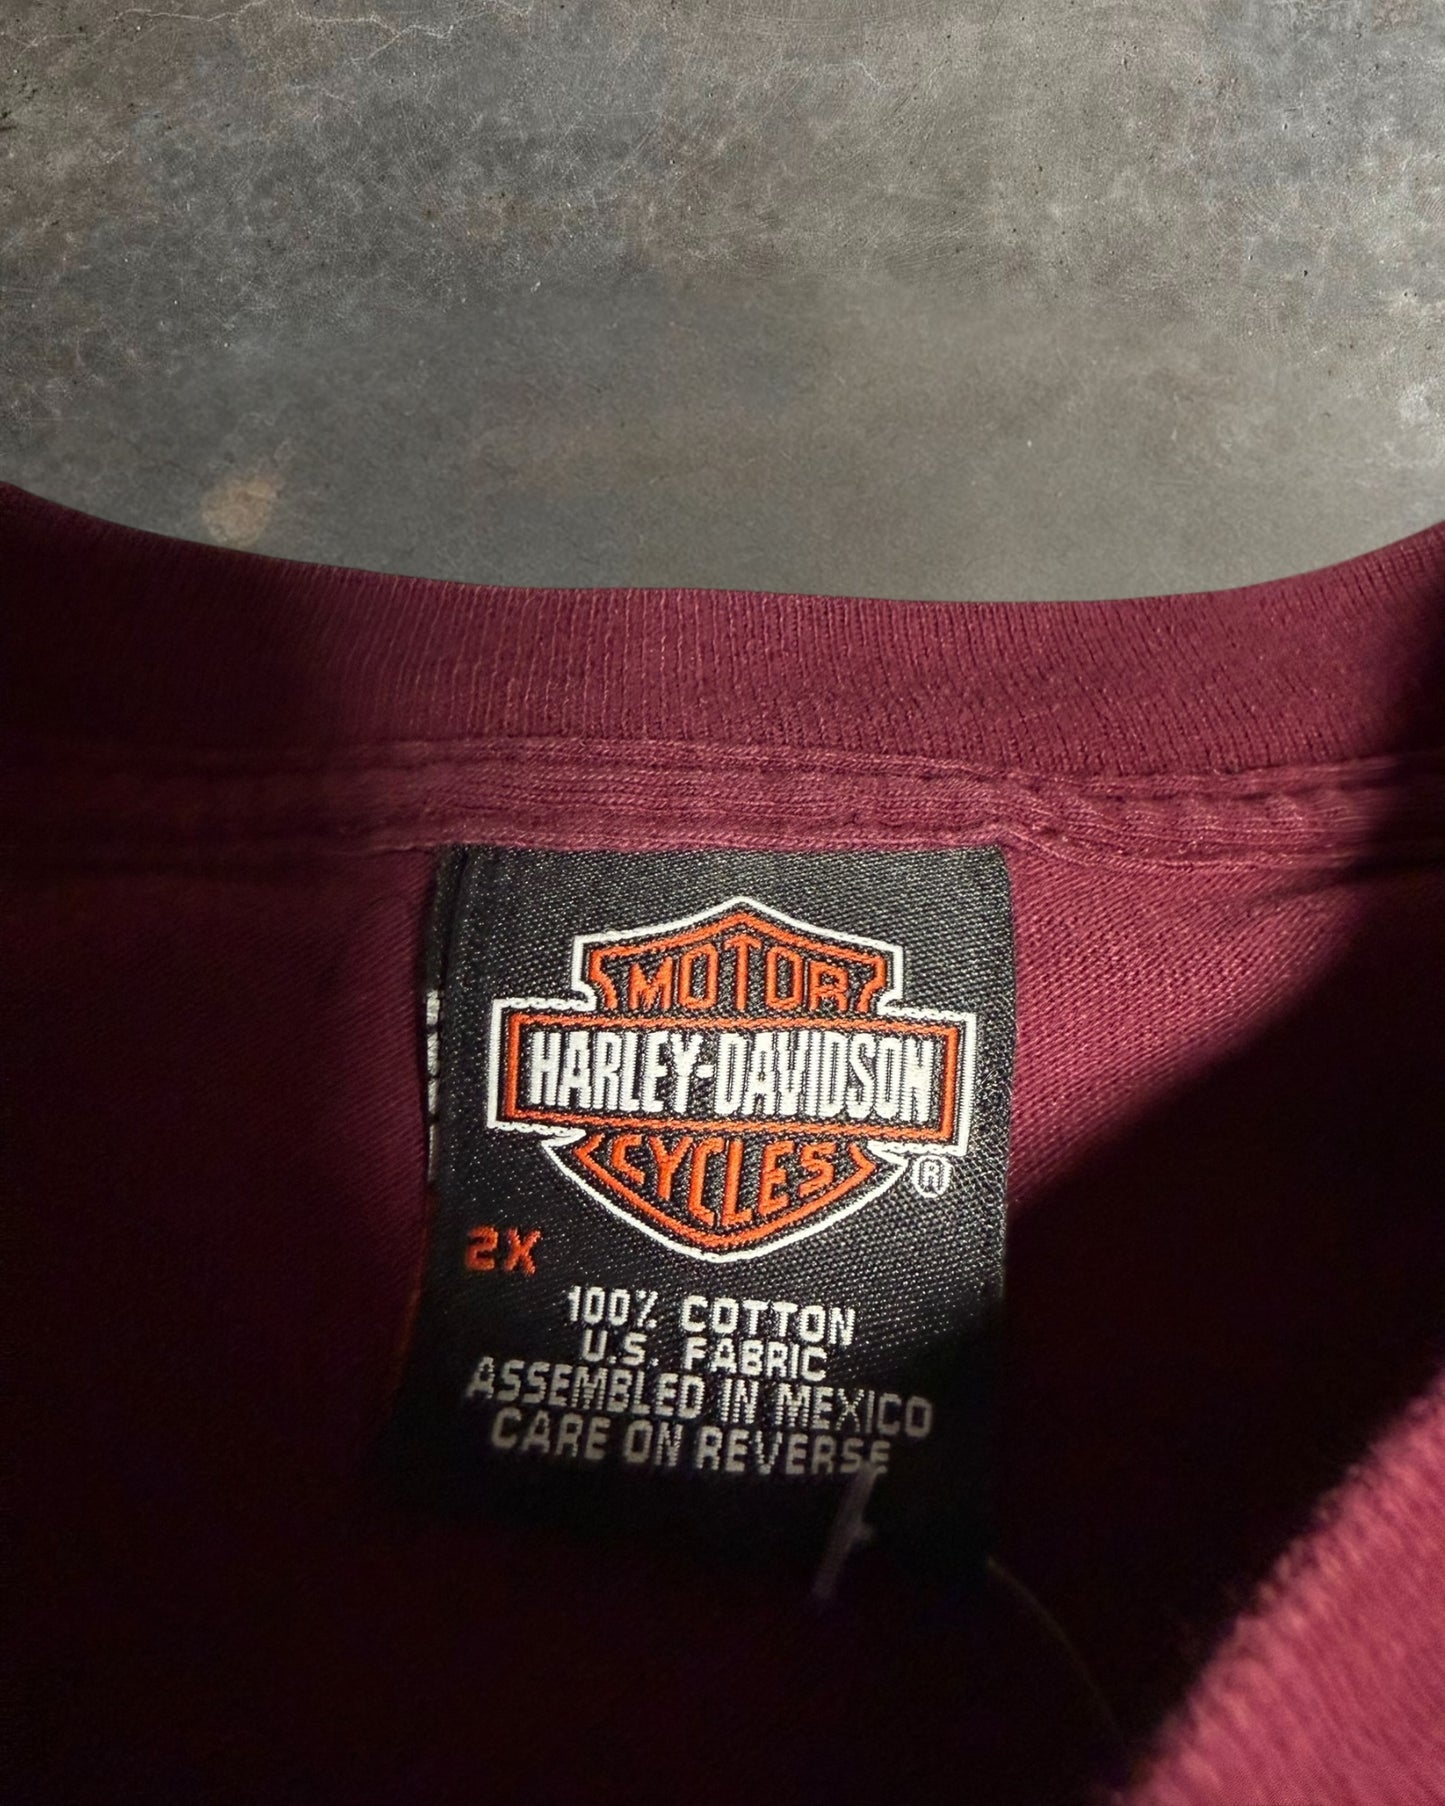 MOTOR
HARLEY-DAVIDSON
CYCLES
®
2X
100% COTTON
U.S. FABRIC
ASSEMBLED IN MEXICO
CARE ON REVERSE